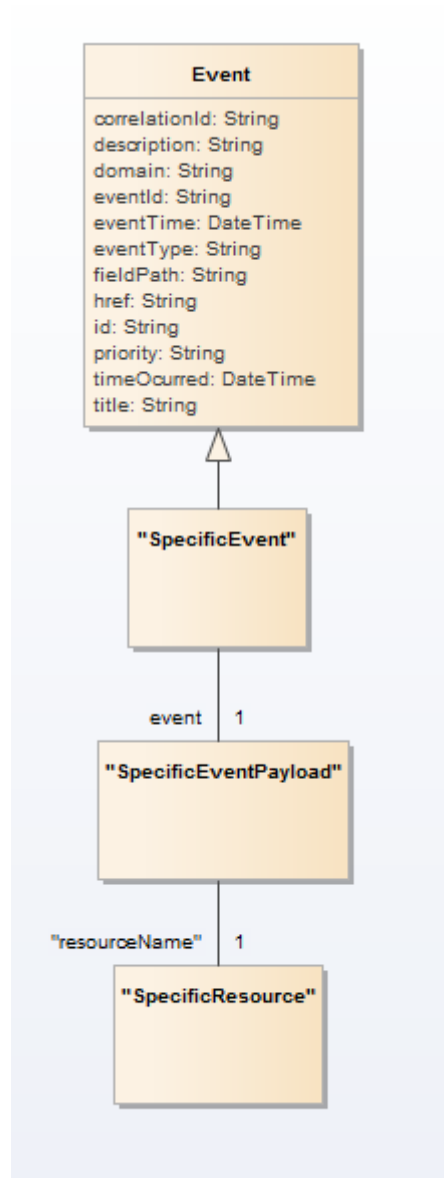 Event
correlationId: String
description: String
domain: String
eventId: String
eventTime: DateTime
eventType: String
fieldPath: String
href: String
id: String
priority: String
timeOcurred: DateTime
title: String
"SpecificEvent"
event 1
"SpecificEventPayload"
"resourceName" 1
"SpecificResource"